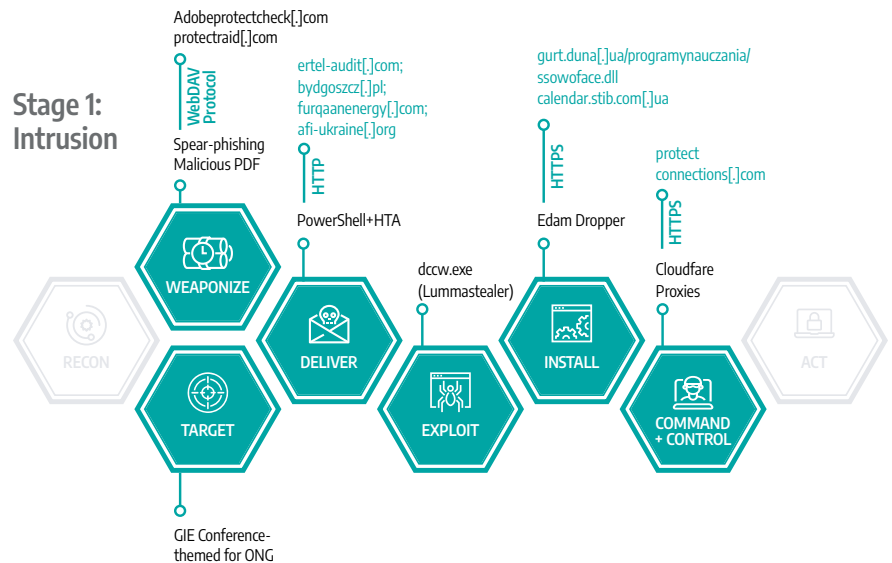 Stage 1:
Intrusion
Adobeprotectcheck[.]com
protectraid[.]com
WebDAV
Protocol
Spear-phishing
Malicious PDF
WEAPONIZE
RECON
TARGET
GIE Conference-
themed for ONG
ertel-audit[.]com;
bydgoszcz[.]pl;
furqaanenergy[.]com;
afi-ukraine[.]org
HTTP
PowerShell+HTA
DELIVER
dccw.exe
(Lummastealer)
EXPLOIT
gurt.duna[.]ua/programynauczania/
ssowoface.dll
calendar.stib.com[.]ua
HTTPS
Edam Dropper
INSTALL
protect
connections[.]com
HTTPS
Cloudfare
Proxies
COMMAND
+ CONTROL
ACT